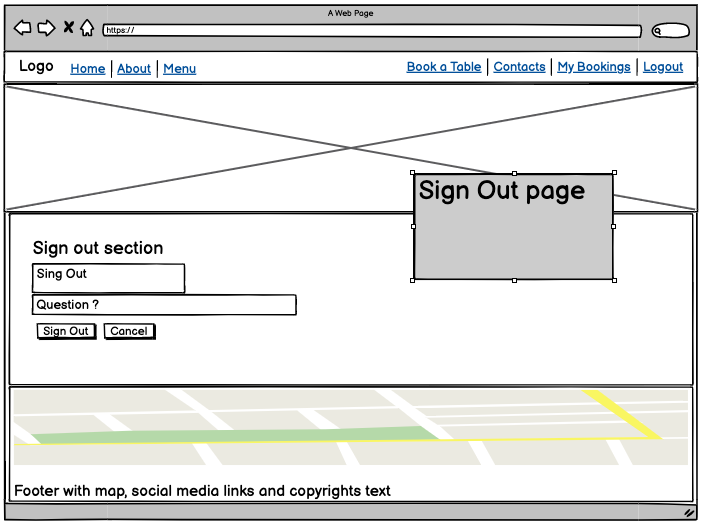 A Web Page
https://
Logo Home About Menu Book a Table Contacts My Bookings Logout
Sign Out page
Sign out section
Sing Out
Question ?
Sign Out Cancel
Footer with map, social media links and copyrights text